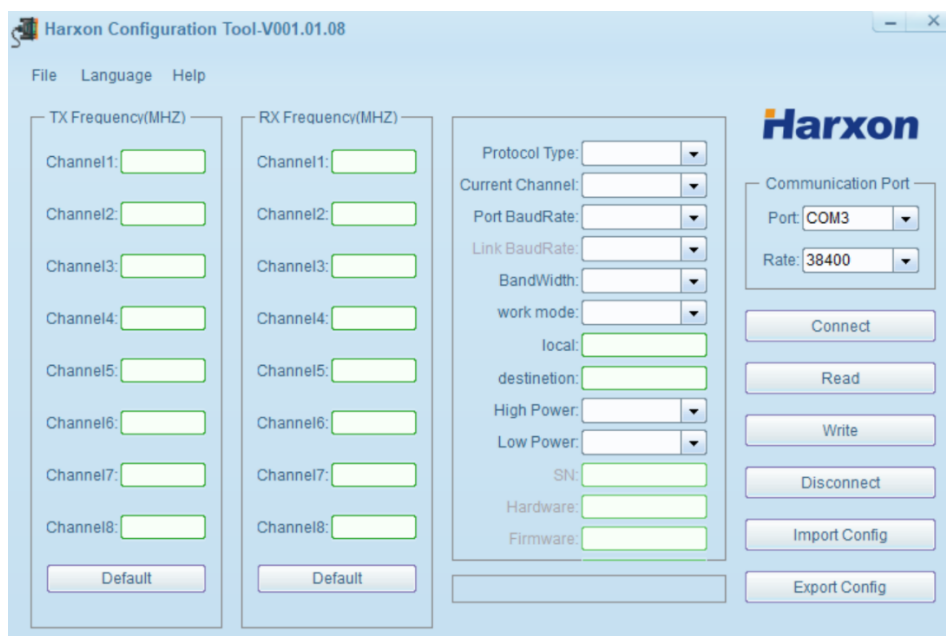 Harxon Configuration Tool-V001.01.08
File Language Help
TX Frequency(MHZ)
Channel1:
Channel2:
Channel3:
Channel4:
Channel5:
Channel6:
Channel7:
Channel8:
Default
RX Frequency(MHZ)
Channel1:
Channel2:
Channel3:
Channel4:
Channel5:
Channel6:
Channel7:
Channel8:
Default
Protocol Type:
Current Channel:
Port BaudRate:
Link BaudRate:
BandWidth:
work mode:
local:
destinetion:
High Power:
Low Power:
SN:
Hardware:
Firmware:
Harxon
Communication Port
Port: COM3
Rate: 38400
Connect
Read
Write
Disconnect
Import Config
Export Config